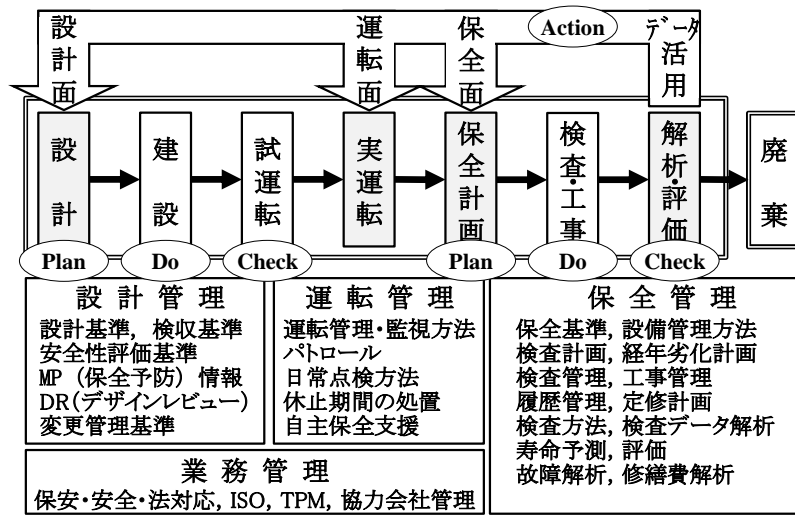 設計面
運転面
保全面
Action
データ活用
設計
建設
試運転
実運転
保全計画
検査・工事
解析・評価
廃棄
Plan
Do
Check
Plan
Do
Check
設計管理
設計基準, 検収基準
安全性評価基準
MP (保全予防) 情報
DR(デザインレビュー)
変更管理基準
運転管理
運転管理・監視方法
パトロール
日常点検方法
休止期間の処置
自主保全支援
保全管理
保全基準, 設備管理方法
検査計画, 経年劣化計画
検査管理, 工事管理
履歴管理, 定修計画
検査方法, 検査データ解析
寿命予測, 評価
故障解析, 修繕費解析
業務管理
保安・安全・法対応, ISO, TPM, 協力会社管理